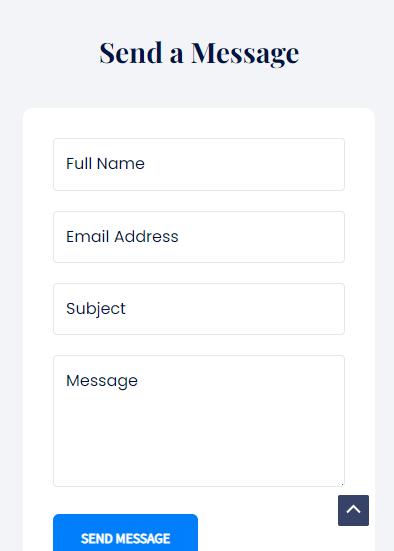 Send a Message
Full Name
Email Address
Subject
Message
SEND MESSAGE